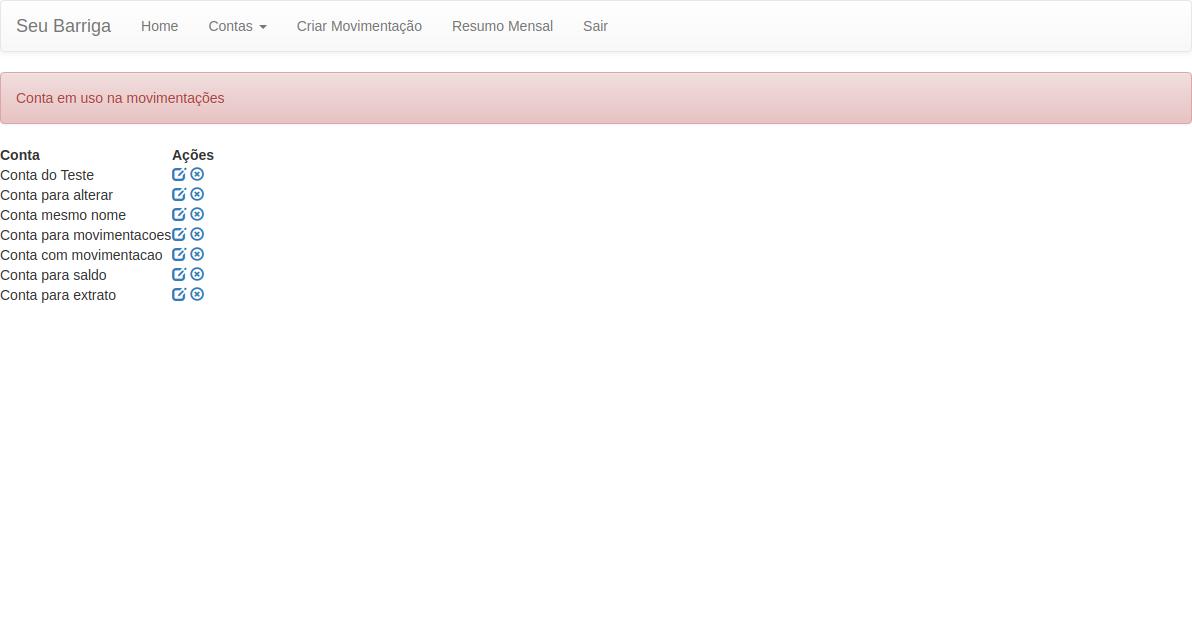 Seu Barriga Home Contas Criar Movimentação Resumo Mensal Sair
Conta em uso na movimentações
Conta Ações
Conta do Teste
Conta para alterar
Conta mesmo nome
Conta para movimentacoes
Conta com movimentacao
Conta para saldo
Conta para extrato